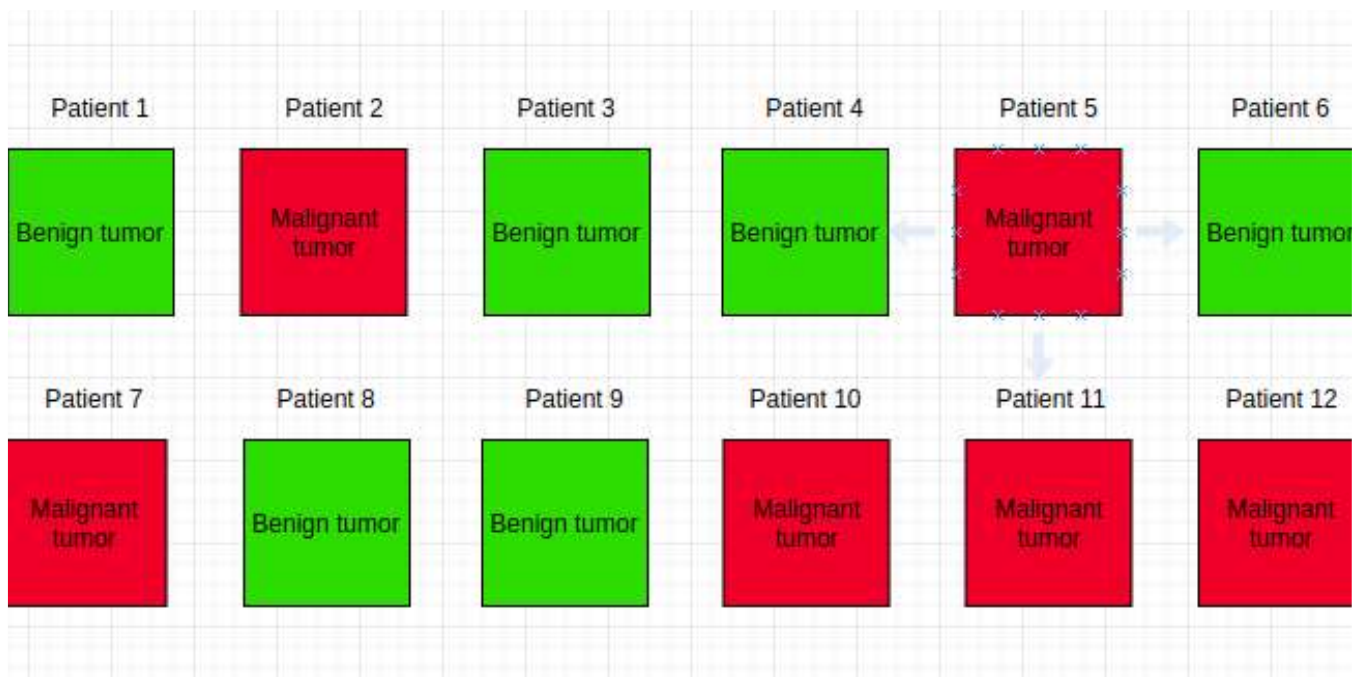 Patient 1 Patient 2 Patient 3 Patient 4 Patient 5 Patient 6
Benign tumor Malignant tumor Benign tumor Benign tumor Malignant tumor Benign tumor
Patient 7 Patient 8 Patient 9 Patient 10 Patient 11 Patient 12
Malignant tumor Benign tumor Benign tumor Malignant tumor Malignant tumor Malignant tumor